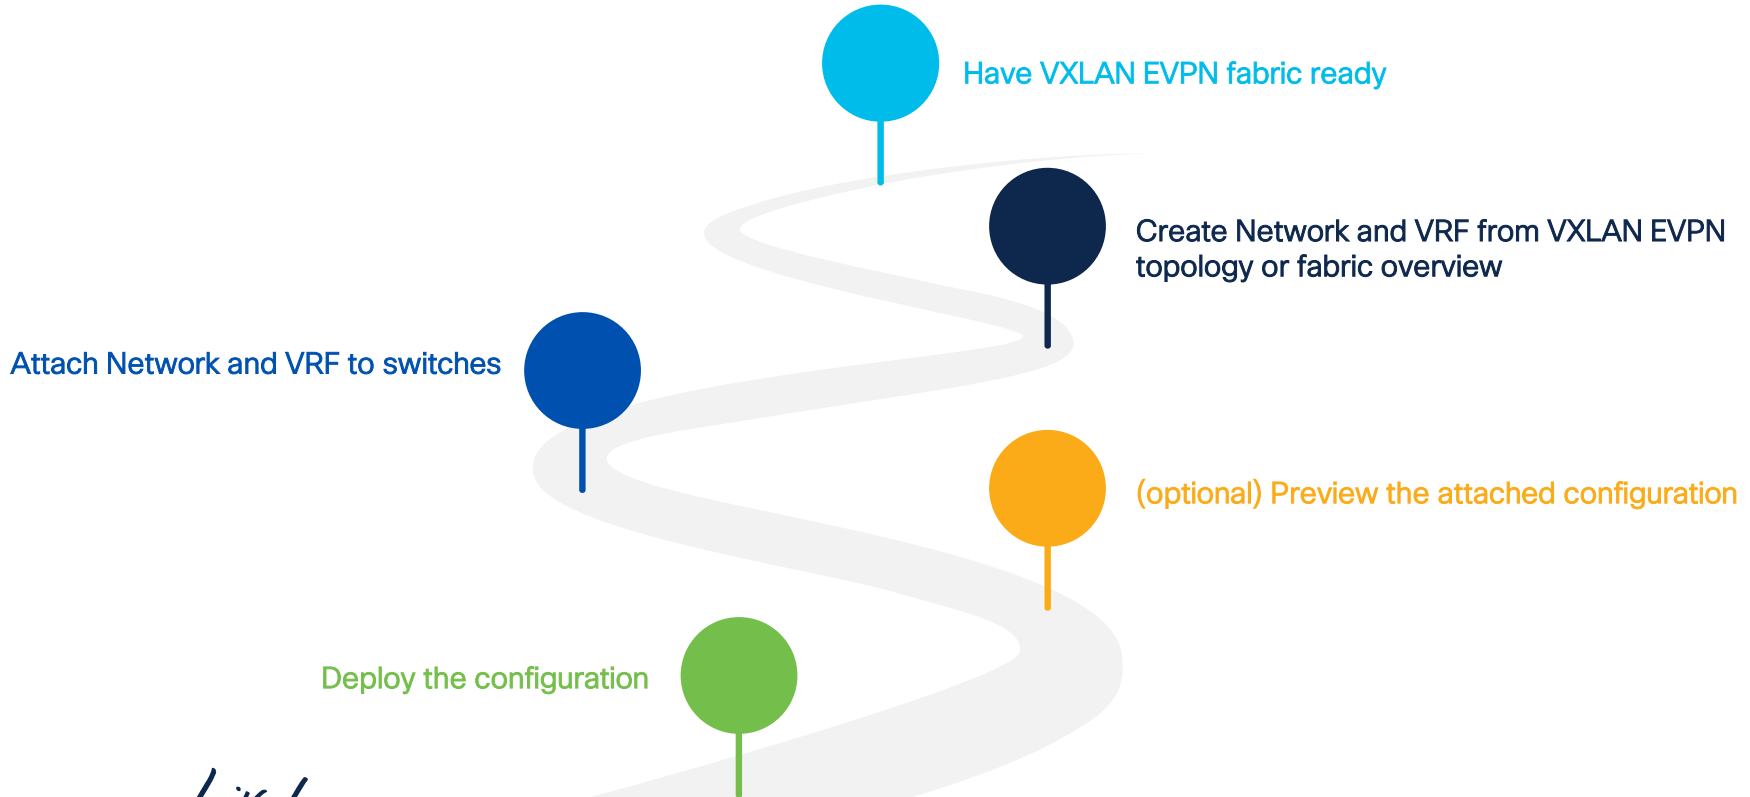 Have VXLAN EVPN fabric ready
Create Network and VRF from VXLAN EVPN
topology or fabric overview
Attach Network and VRF to switches
(optional) Preview the attached configuration
Deploy the configuration